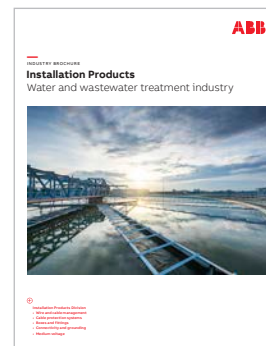 ABB
INDUSTRY BROCHURE
Installation Products
Water and wastewater treatment industry
Installation Products Division
- Wire and cable management
- Cable protection systems
- Boxes and fittings
- Connectivity and grounding
- Medium voltage